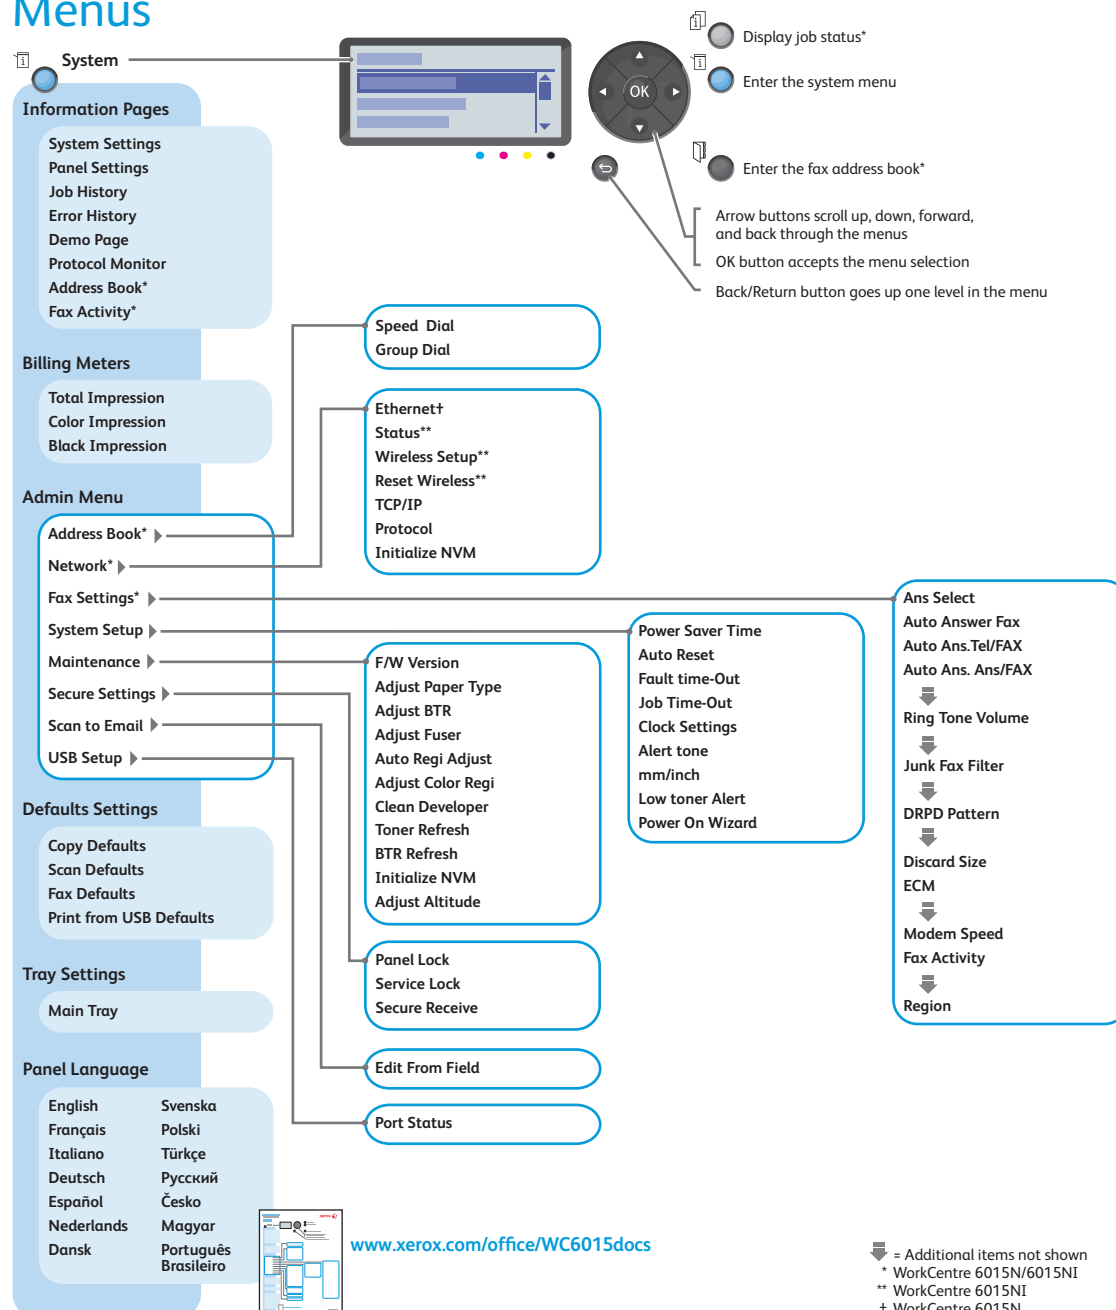 Menus
System
Information Pages
System Settings
Panel Settings
Job History
Error History
Demo Page
Protocol Monitor
Address Book*
Fax Activity*
Billing Meters
Total Impression
Color Impression
Black Impression
Admin Menu
Address Book*
Network*
Fax Settings*
System Setup
Maintenance
Secure Settings
Scan to Email
USB Setup
Defaults Settings
Copy Defaults
Scan Defaults
Fax Defaults
Print from USB Defaults
Tray Settings
Main Tray
Panel Language
English
Français
Italiano
Deutsch
Español
Nederlands
Dansk
Svenska
Polski
Türkçe
Русский
Česko
Magyar
Português
Brasileiro
OK
Display job status*
Enter the system menu
Enter the fax address book*
Arrow buttons scroll up, down, forward,
and back through the menus
OK button accepts the menu selection
Back/Return button goes up one level in the menu
Speed Dial
Group Dial
Ethernet†
Status**
Wireless Setup**
Reset Wireless**
TCP/IP
Protocol
Initialize NVM
F/W Version
Adjust Paper Type
Adjust BTR
Adjust Fuser
Auto Regi Adjust
Adjust Color Regi
Clean Developer
Toner Refresh
BTR Refresh
Initialize NVM
Adjust Altitude
Panel Lock
Service Lock
Secure Receive
Edit From Field
Port Status
Power Saver Time
Auto Reset
Fault time-Out
Job Time-Out
Clock Settings
Alert tone
mm/inch
Low toner Alert
Power On Wizard
Ans Select
Auto Answer Fax
Auto Ans.Tel/FAX
Auto Ans. Ans/FAX
Ring Tone Volume
Junk Fax Filter
DRPD Pattern
Discard Size
ECM
Modem Speed
Fax Activity
Region
www.xerox.com/office/WC6015docs
= Additional items not shown
* WorkCentre 6015N/6015NI
** WorkCentre 6015NI
† WorkCentre 6015N